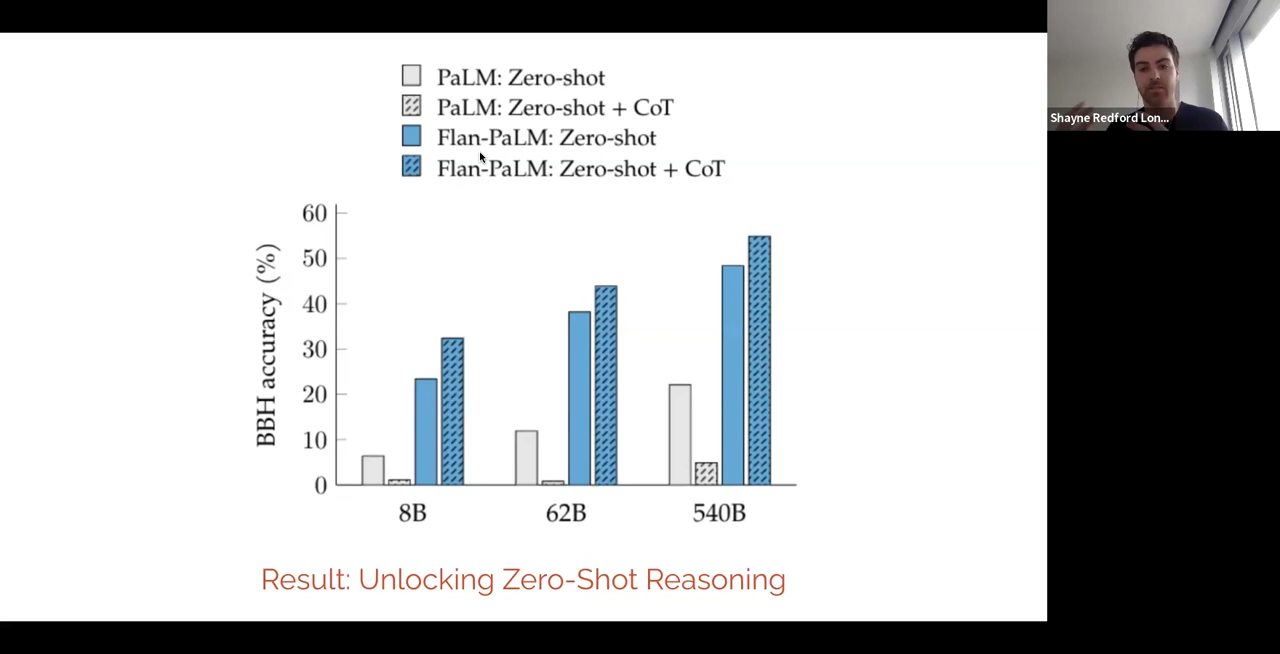 PaLM: Zero-shot
PaLM: Zero-shot + CoT
Flan-PaLM: Zero-shot
Flan-PaLM: Zero-shot + CoT
60
50
40
30
20
10
0
BBH accuracy (%)
8B 62B 540B
Result: Unlocking Zero-Shot Reasoning
Shayne Redford Lon...